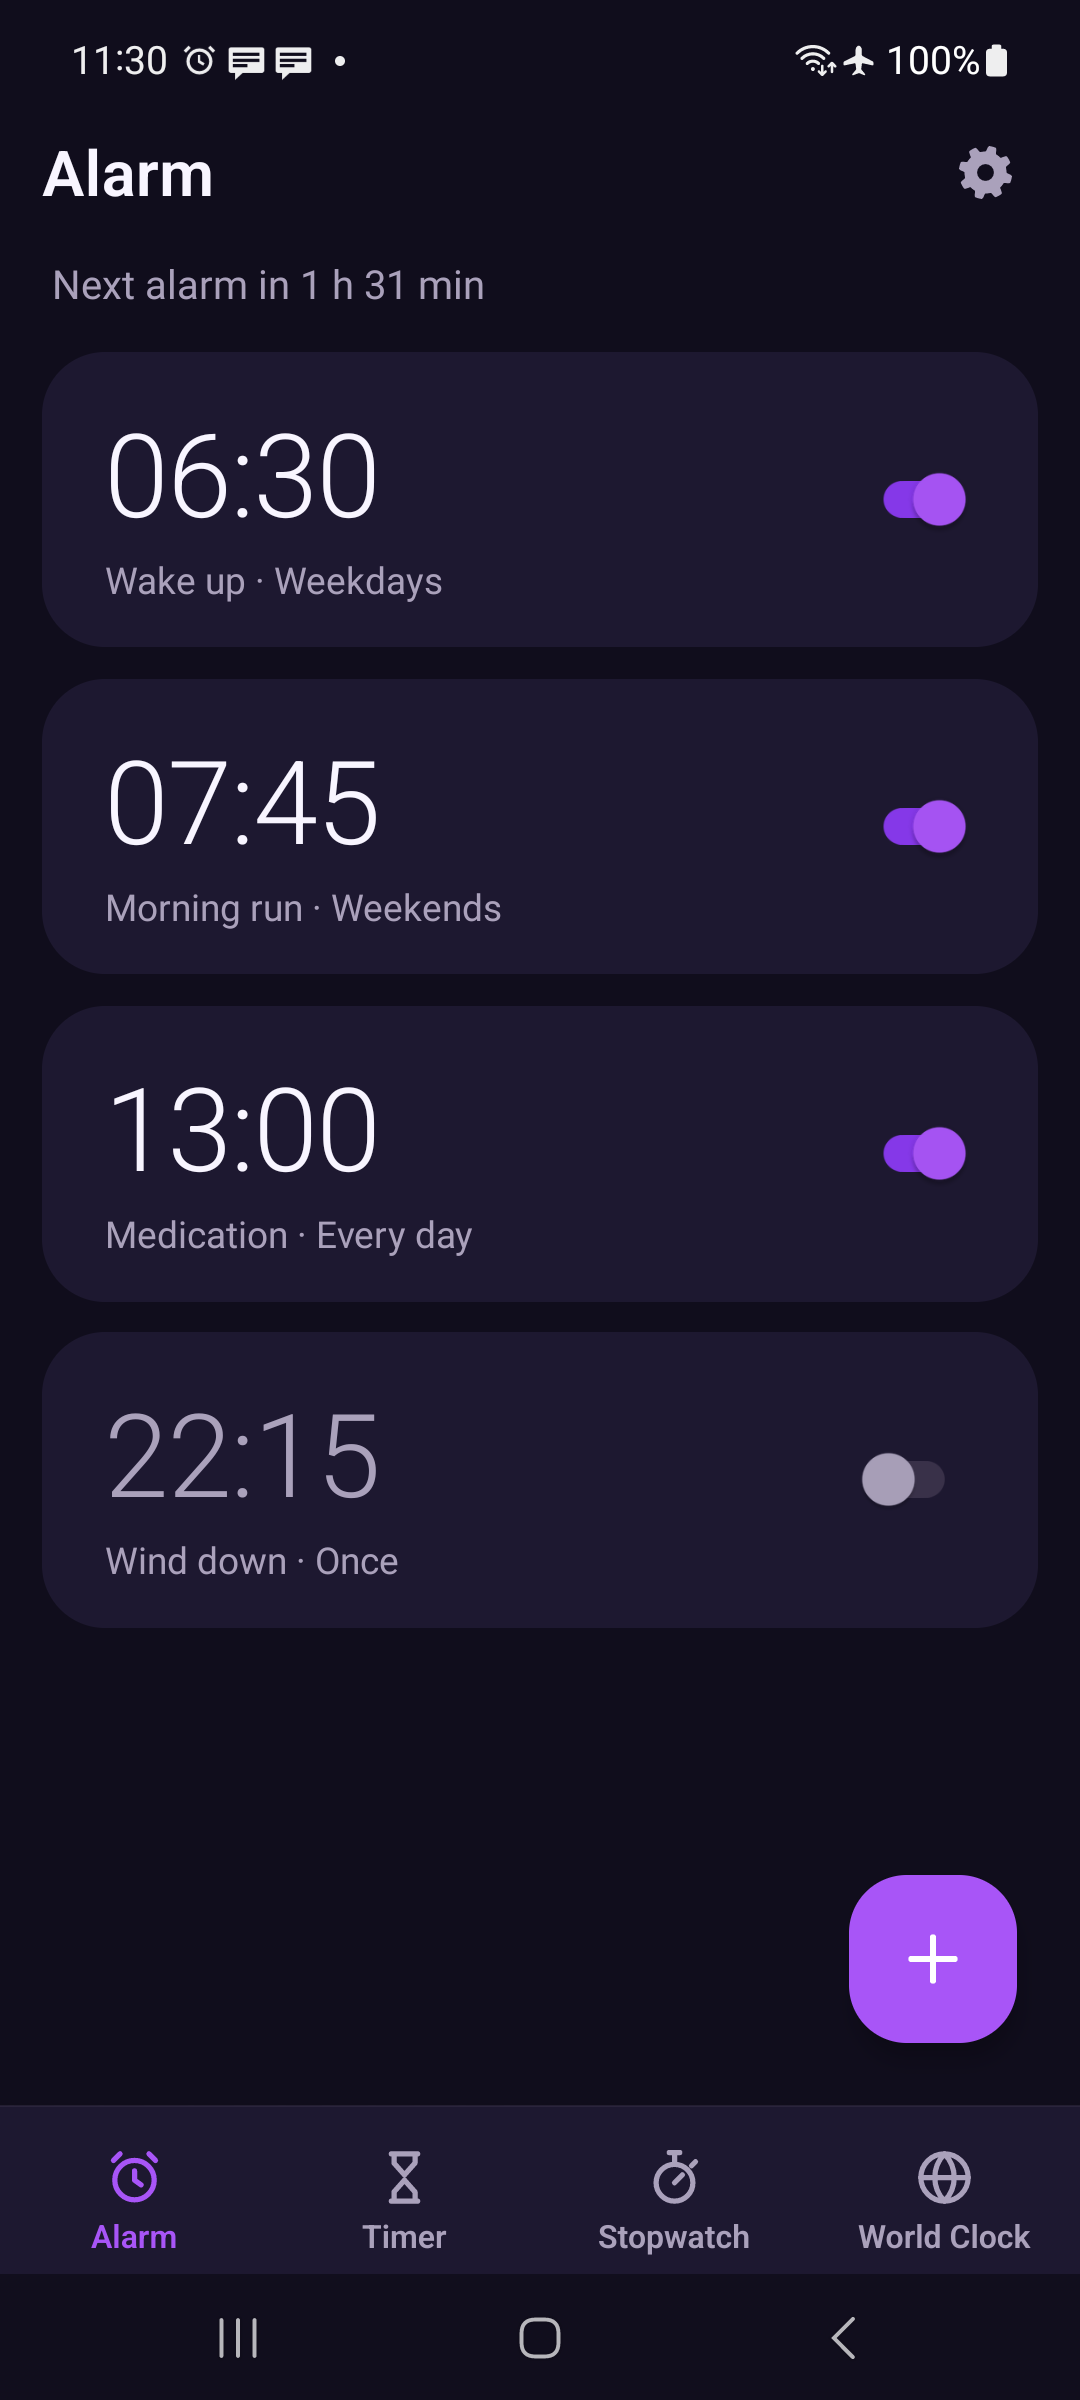 11:30
100%
Alarm
Next alarm in 1 h 31 min
06:30
Wake up · Weekdays
07:45
Morning run · Weekends
13:00
Medication · Every day
22:15
Wind down · Once
Alarm
Timer
Stopwatch
World Clock